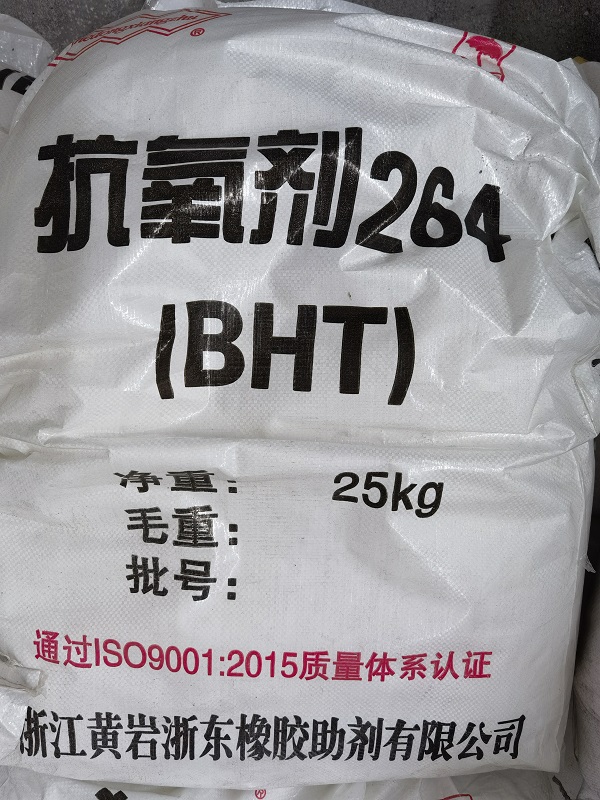 ®
抗氧剂264
(BHT)
净重: 25kg
毛重:
批号:
通过ISO9001:2015质量体系认证
浙江黄岩浙东橡胶助剂有限公司
®